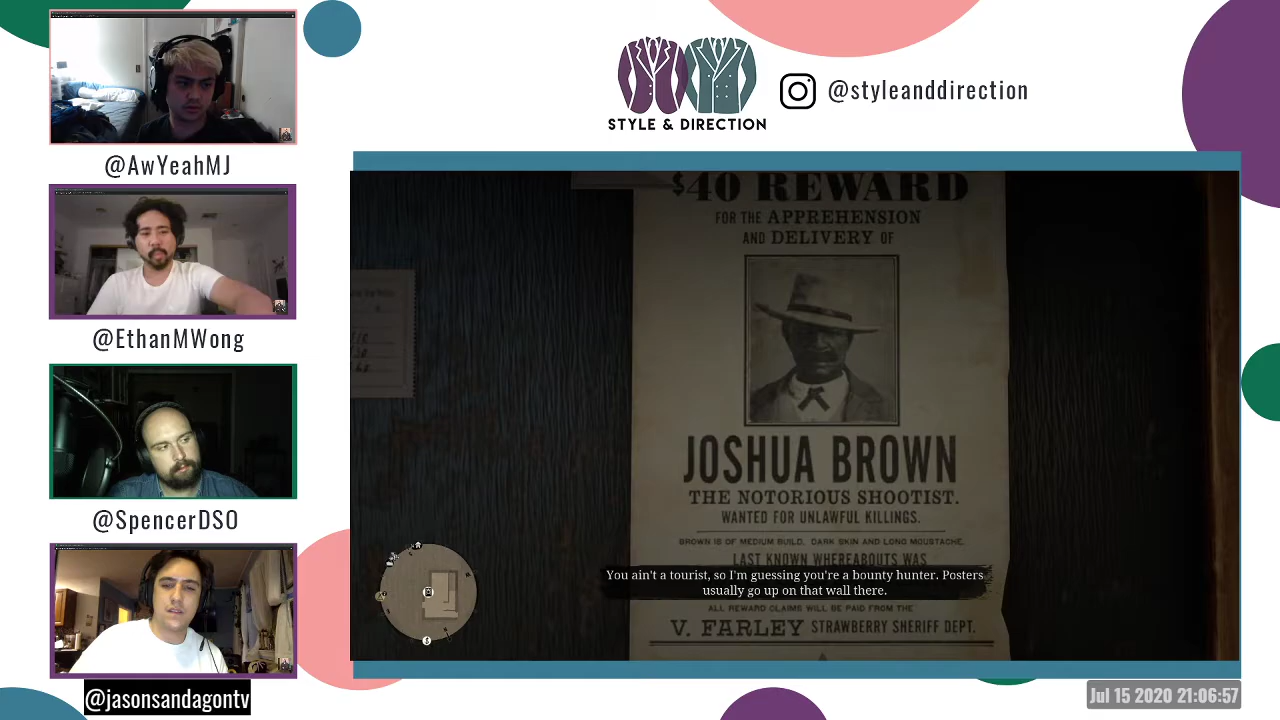 @AwYeahMJ
@EthanMWong
@SpencerDSO
@jasonsandagontv
STYLE & DIRECTION
@styleanddirection
$40 REWARD
FOR THE APPREHENSION
AND DELIVERY OF
JOSHUA BROWN
THE NOTORIOUS SHOOTIST.
WANTED FOR UNLAWFUL KILLINGS.
BROWN IS OF MEDIUM BUILD, DARK SKIN AND LONG MOUSTACHE.
LAST KNOWN WHEREABOUTS WAS
You ain't a tourist, so I'm guessing you're a bounty hunter. Posters
usually go up on that wall there.
ALL REWARD CLAIMS WILL BE PAID FROM THE
V. FARLEY STRAWBERRY SHERIFF DEPT.
Jul 15 2020 21:06:57